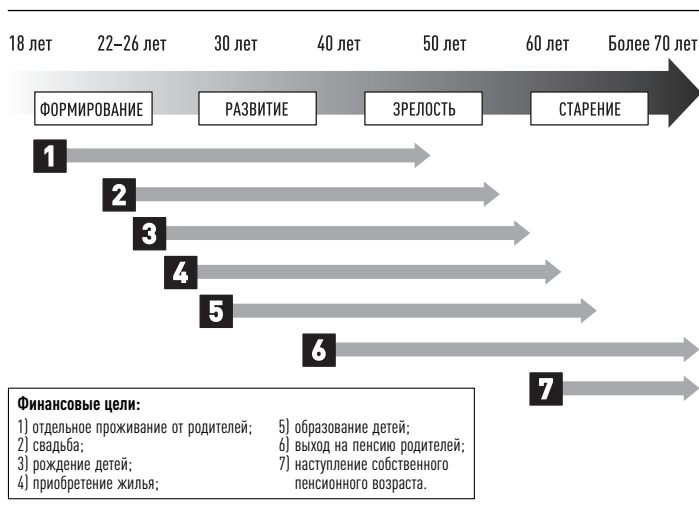 18 лет 22–26 лет 30 лет 40 лет 50 лет 60 лет Более 70 лет
ФОРМИРОВАНИЕ РАЗВИТИЕ ЗРЕЛОСТЬ СТАРЕНИЕ
1
2
3
4
5
6
7
Финансовые цели:
1) отдельное проживание от родителей;
2) свадьба;
3) рождение детей;
4) приобретение жилья;
5) образование детей;
6) выход на пенсию родителей;
7) наступление собственного
пенсионного возраста.